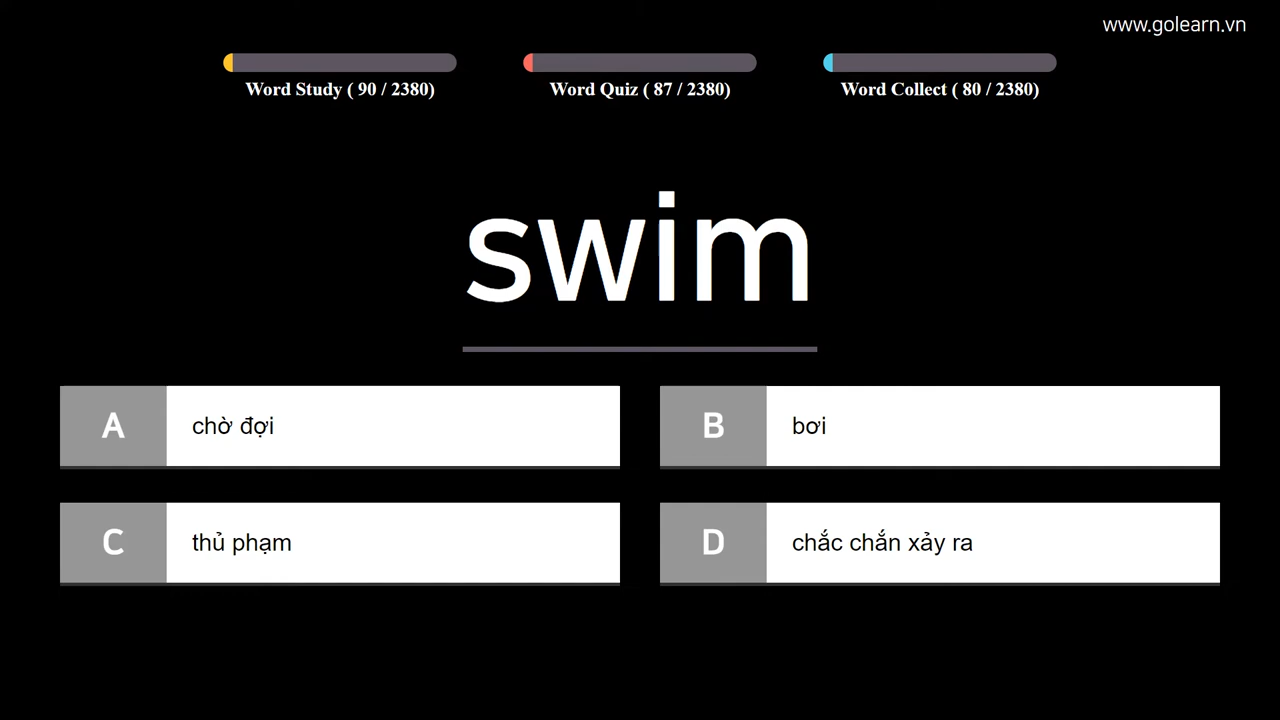 www.golearn.vn
Word Study ( 90 / 2380)
Word Quiz ( 87 / 2380)
Word Collect ( 80 / 2380)
swim
A chờ đợi
B bơi
C thủ phạm
D chắc chắn xảy ra